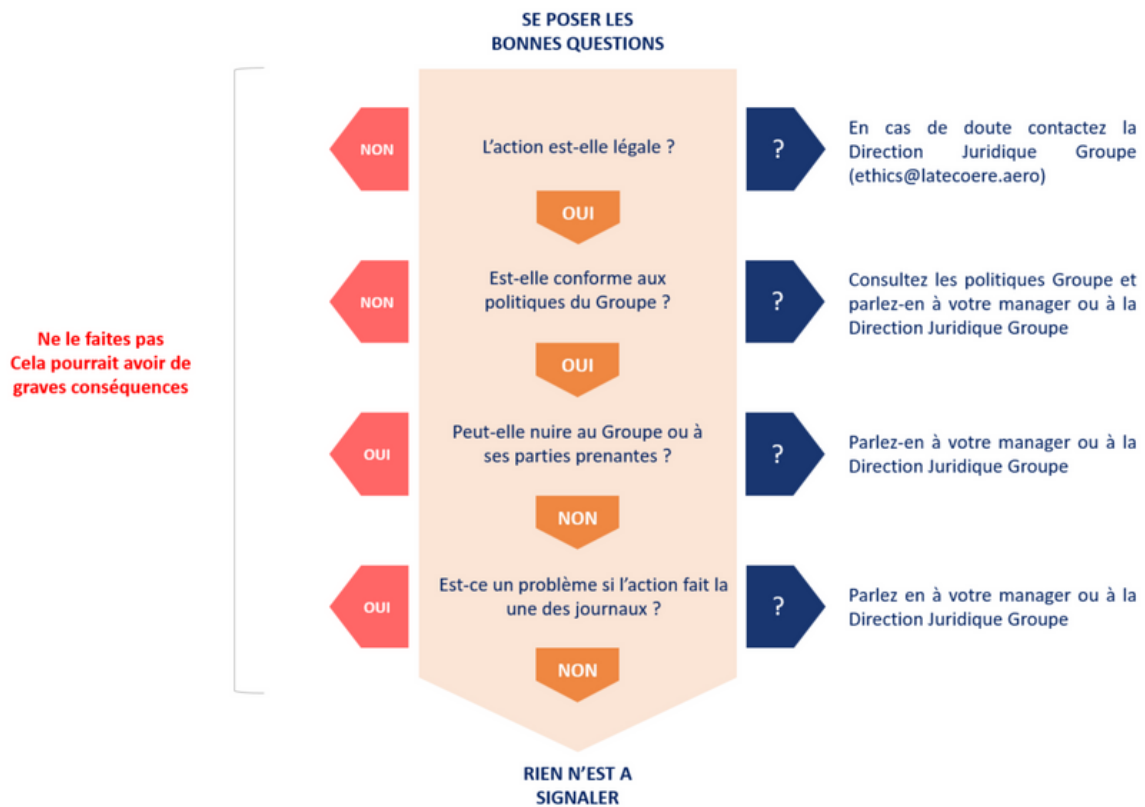 SE POSER LES
BONNES QUESTIONS
NON
L'action est-elle légale ?
?
En cas de doute contactez la
Direction Juridique Groupe
(ethics@latecoere.aero)
OUI
NON
Est-elle conforme aux
politiques du Groupe ?
?
Consultez les politiques Groupe et
parlez-en à votre manager ou à la
Direction Juridique Groupe
Ne le faites pas
Cela pourrait avoir de
graves conséquences
OUI
OUI
Peut-elle nuire au Groupe ou à
ses parties prenantes ?
?
Parlez-en à votre manager ou à la
Direction Juridique Groupe
NON
OUI
Est-ce un problème si l'action fait la
une des journaux ?
?
Parlez en à votre manager ou à la
Direction Juridique Groupe
NON
RIEN N'EST A
SIGNALER